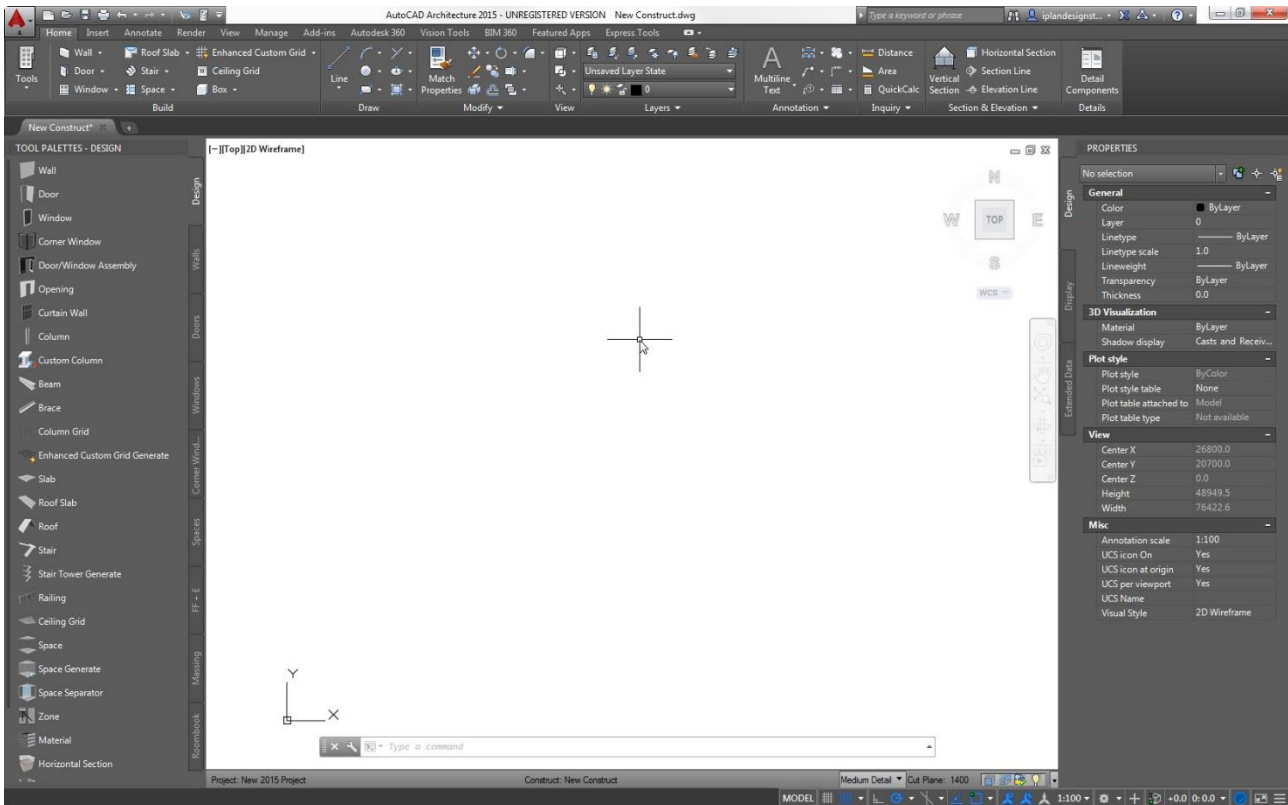 AutoCAD Architecture 2015 - UNREGISTERED VERSION New Construct.dwg
Type a keyword or phrase
iplandesignst...
Home Insert Annotate Render View Manage Add-ins Autodesk 360 Vision Tools BIM 360 Featured Apps Express Tools
Tools
Wall
Door
Window
Roof Slab
Stair
Space
Enhanced Custom Grid
Ceiling Grid
Box
Build
Line
Draw
Match Properties
Modify
View
Unsaved Layer State
0
Layers
Multiline Text
Annotation
Distance
Area
QuickCalc
Inquiry
Vertical Section
Horizontal Section
Section Line
Elevation Line
Section & Elevation
Detail Components
Details
New Construct*
TOOL PALETTES - DESIGN
Wall
Door
Window
Corner Window
Door/Window Assembly
Opening
Curtain Wall
Column
Custom Column
Beam
Brace
Column Grid
Enhanced Custom Grid Generate
Slab
Roof Slab
Roof
Stair
Stair Tower Generate
Railing
Ceiling Grid
Space
Space Generate
Space Separator
Zone
Material
Horizontal Section
Design
Walls
Doors
Windows
Corner Wind...
Spaces
FF + E
Massing
Roombook
[−][Top][2D Wireframe]
N
W TOP E
S
WCS
Y
X
Type a command
Project: New 2015 Project
Construct: New Construct
Medium Detail
Cut Plane: 1400
Design
Display
Extended Data
PROPERTIES
No selection
General
Color ByLayer
Layer 0
Linetype ByLayer
Linetype scale 1.0
Lineweight ByLayer
Transparency ByLayer
Thickness 0.0
3D Visualization
Material ByLayer
Shadow display Casts and Receiv...
Plot style
Plot style ByColor
Plot style table None
Plot table attached to Model
Plot table type Not available
View
Center X 26800.0
Center Y 20700.0
Center Z 0.0
Height 48949.5
Width 76422.6
Misc
Annotation scale 1:100
UCS icon On Yes
UCS icon at origin Yes
UCS per viewport Yes
UCS Name
Visual Style 2D Wireframe
MODEL
1:100
+0.0 0:0.0